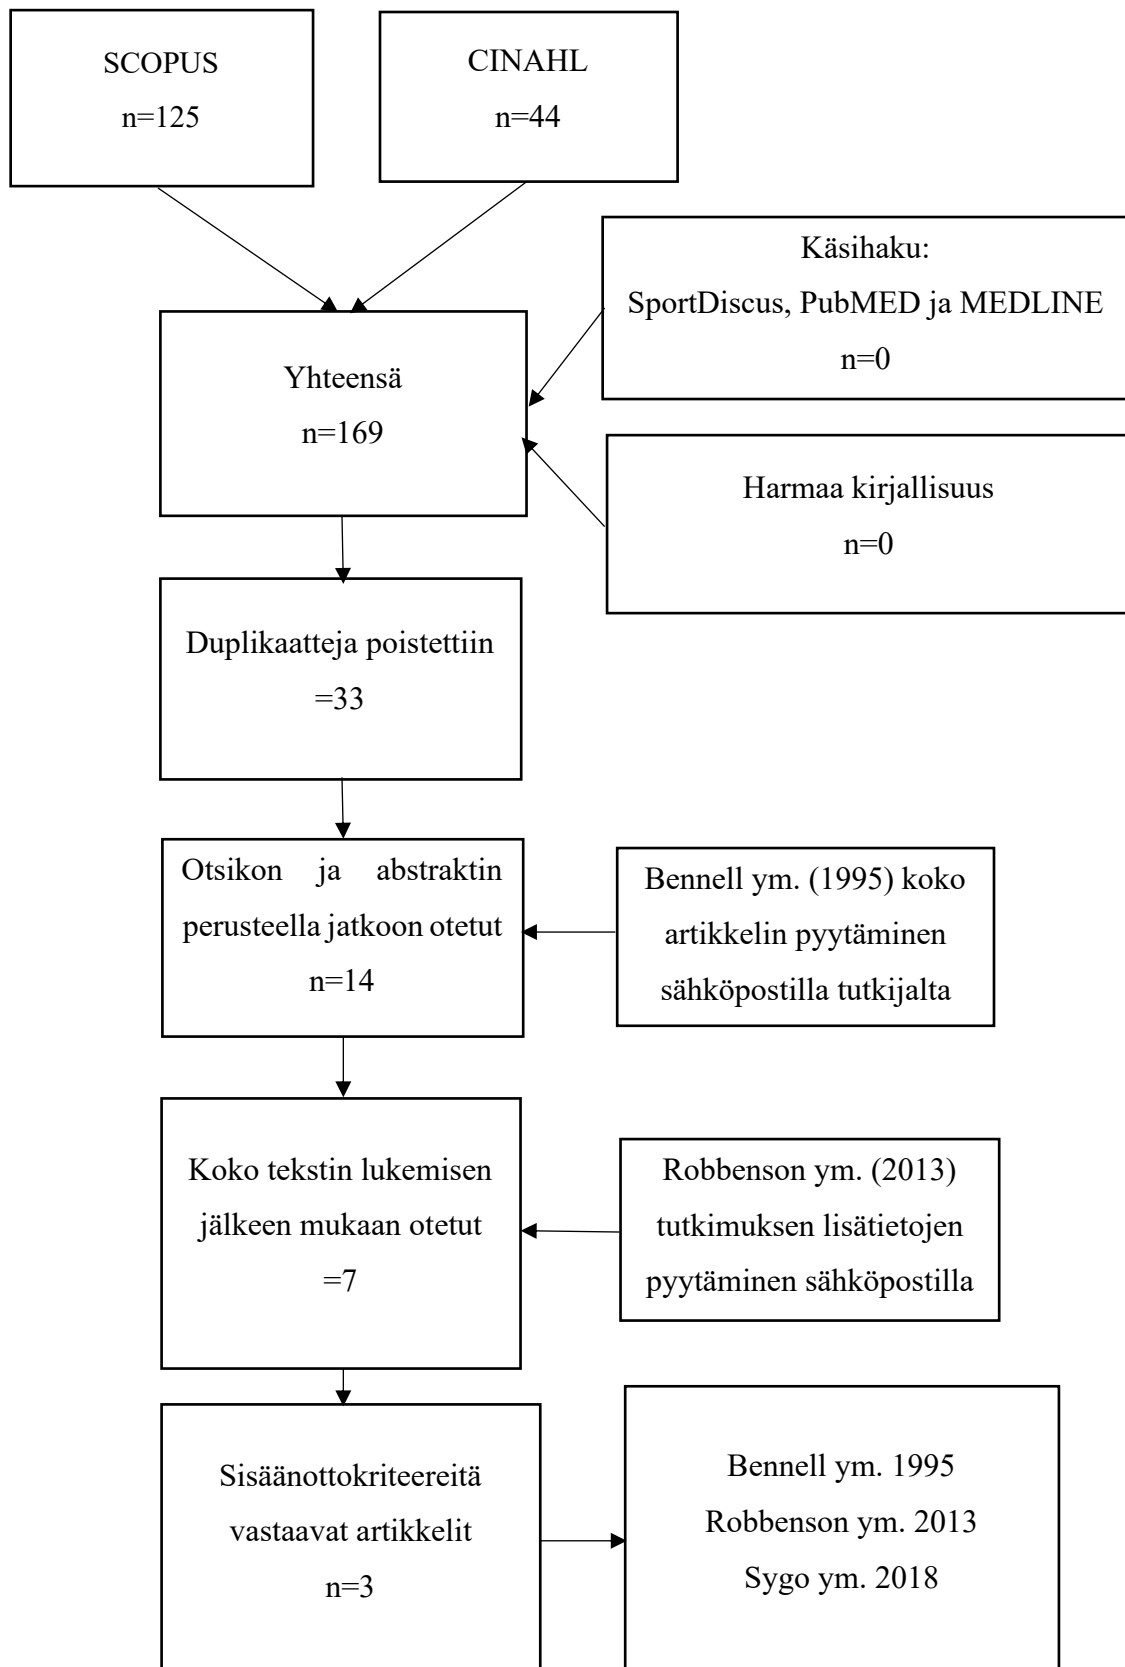 SCOPUS
n=125
CINAHL
n=44
Käsihaku:
SportDiscus, PubMED ja MEDLINE
n=0
Yhteensä
n=169
Harmaa kirjallisuus
n=0
Duplikaatteja poistettiin
=33
Otsikon ja abstraktin
perusteella jatkoon otetut
n=14
Bennell ym. (1995) koko
artikkelin pyytäminen
sähköpostilla tutkijalta
Koko tekstin lukemisen
jälkeen mukaan otetut
=7
Robbenson ym. (2013)
tutkimuksen lisätietojen
pyytäminen sähköpostilla
Sisäänottokriteereitä
vastaavat artikkelit
n=3
Bennell ym. 1995
Robbenson ym. 2013
Sygo ym. 2018